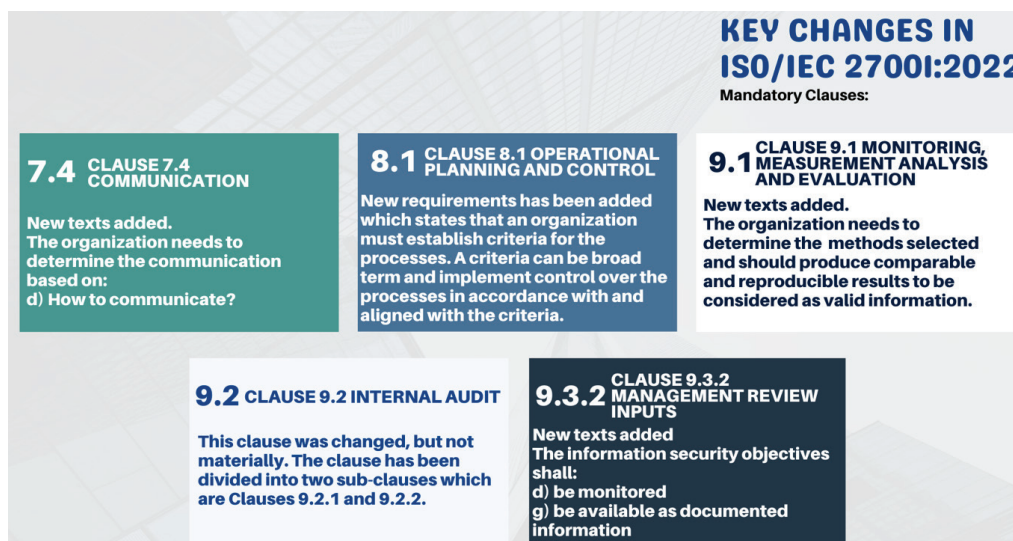 KEY CHANGES IN
ISO/IEC 27001:2022
Mandatory Clauses:
7.4 CLAUSE 7.4
COMMUNICATION
New texts added.
The organization needs to
determine the communication
based on:
d) How to communicate?
8.1 CLAUSE 8.1 OPERATIONAL
PLANNING AND CONTROL
New requirements has been added
which states that an organization
must establish criteria for the
processes. A criteria can be broad
term and implement control over the
processes in accordance with and
aligned with the criteria.
9.1 CLAUSE 9.1 MONITORING,
MEASUREMENT ANALYSIS
AND EVALUATION
New texts added.
The organization needs to
determine the methods selected
and should produce comparable
and reproducible results to be
considered as valid information.
9.2 CLAUSE 9.2 INTERNAL AUDIT
This clause was changed, but not
materially. The clause has been
divided into two sub-clauses which
are Clauses 9.2.1 and 9.2.2.
9.3.2 CLAUSE 9.3.2
MANAGEMENT REVIEW
INPUTS
New texts added
The information security objectives
shall:
d) be monitored
g) be available as documented
information